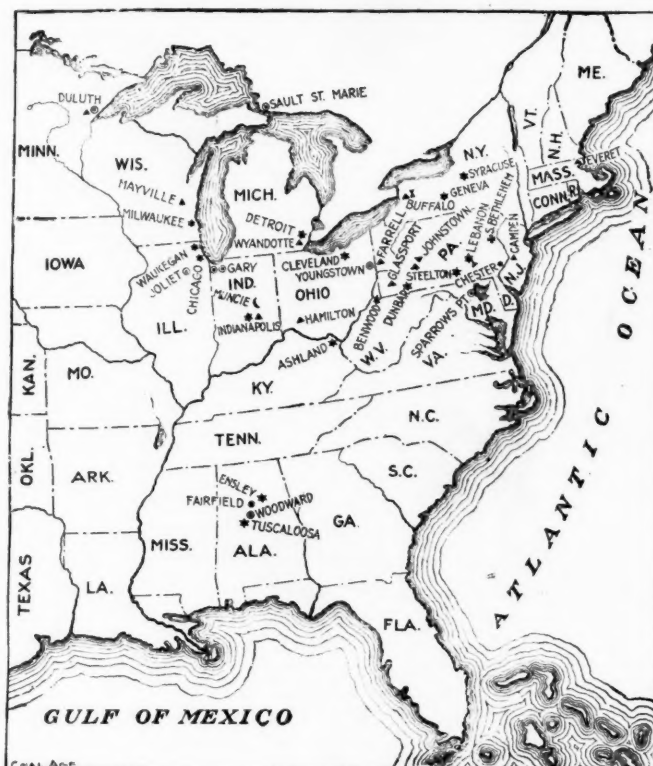 ME.
SAULT ST. MARIE
DULUTH
VT.
N.H.
MINN.
WIS.
N.Y.
SYRACUSE
EVERET
MASS.
MAYVILLE
MICH.
GENEVA
BUFFALO
CONN.
R.
S. BETHLEHEM
MILWAUKEE
DETROIT
WYANDOTTE
FARRELL
JOHNSTOWN
LEBANON
CAMDEN
GLASSPORT
PA.
IOWA
WAUKEGAN
JOLIET
CHICAGO
GARY
IND.
MUNCIE
CLEVELAND
YOUNGSTOWN
OHIO
STEELTON
CHESTER
N.J.
DUNBAR
BENWOOD
HAMILTON
INDIANAPOLIS
ILL.
MD.
D.
SPARROWS PT.
W.V.
VA.
ASHLAND
KAN.
MO.
KY.
N.C.
TENN.
OKL.
ARK.
S.C.
ENSLEY
FAIRFIELD
WOODWARD
TUSCALOOSA
GA.
MISS.
ALA.
TEXAS
LA.
FLA.
ATLANTIC OCEAN
GULF OF MEXICO
COAL AGE